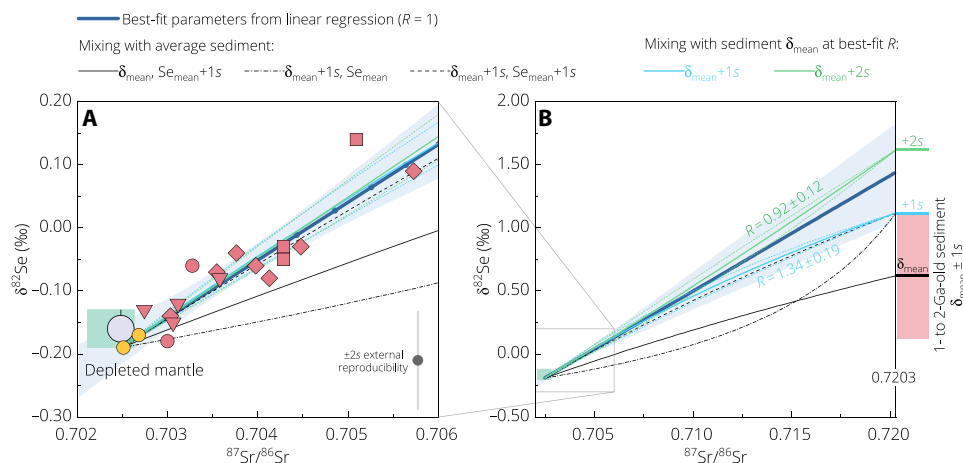 Best-fit parameters from linear regression (R = 1)
Mixing with average sediment:
δmean, Semean+1s
δmean+1s, Semean
δmean+1s, Semean+1s
Mixing with sediment δmean at best-fit R:
δmean+1s
δmean+2s
A
0.20
0.10
0.00
−0.10
−0.20
−0.30
δ⁸²Se (‰)
Depleted mantle
±2s external
reproducibility
0.702
0.703
0.704
0.705
0.706
⁸⁷Sr/⁸⁶Sr
B
2.00
1.50
1.00
0.50
0.00
−0.50
δ⁸²Se (‰)
R = 0.92 ± 0.12
R = 1.34 ± 0.19
+2s
+1s
δmean
0.7203
1- to 2-Ga-old sediment
δmean ± 1s
0.705
0.710
0.715
0.720
⁸⁷Sr/⁸⁶Sr